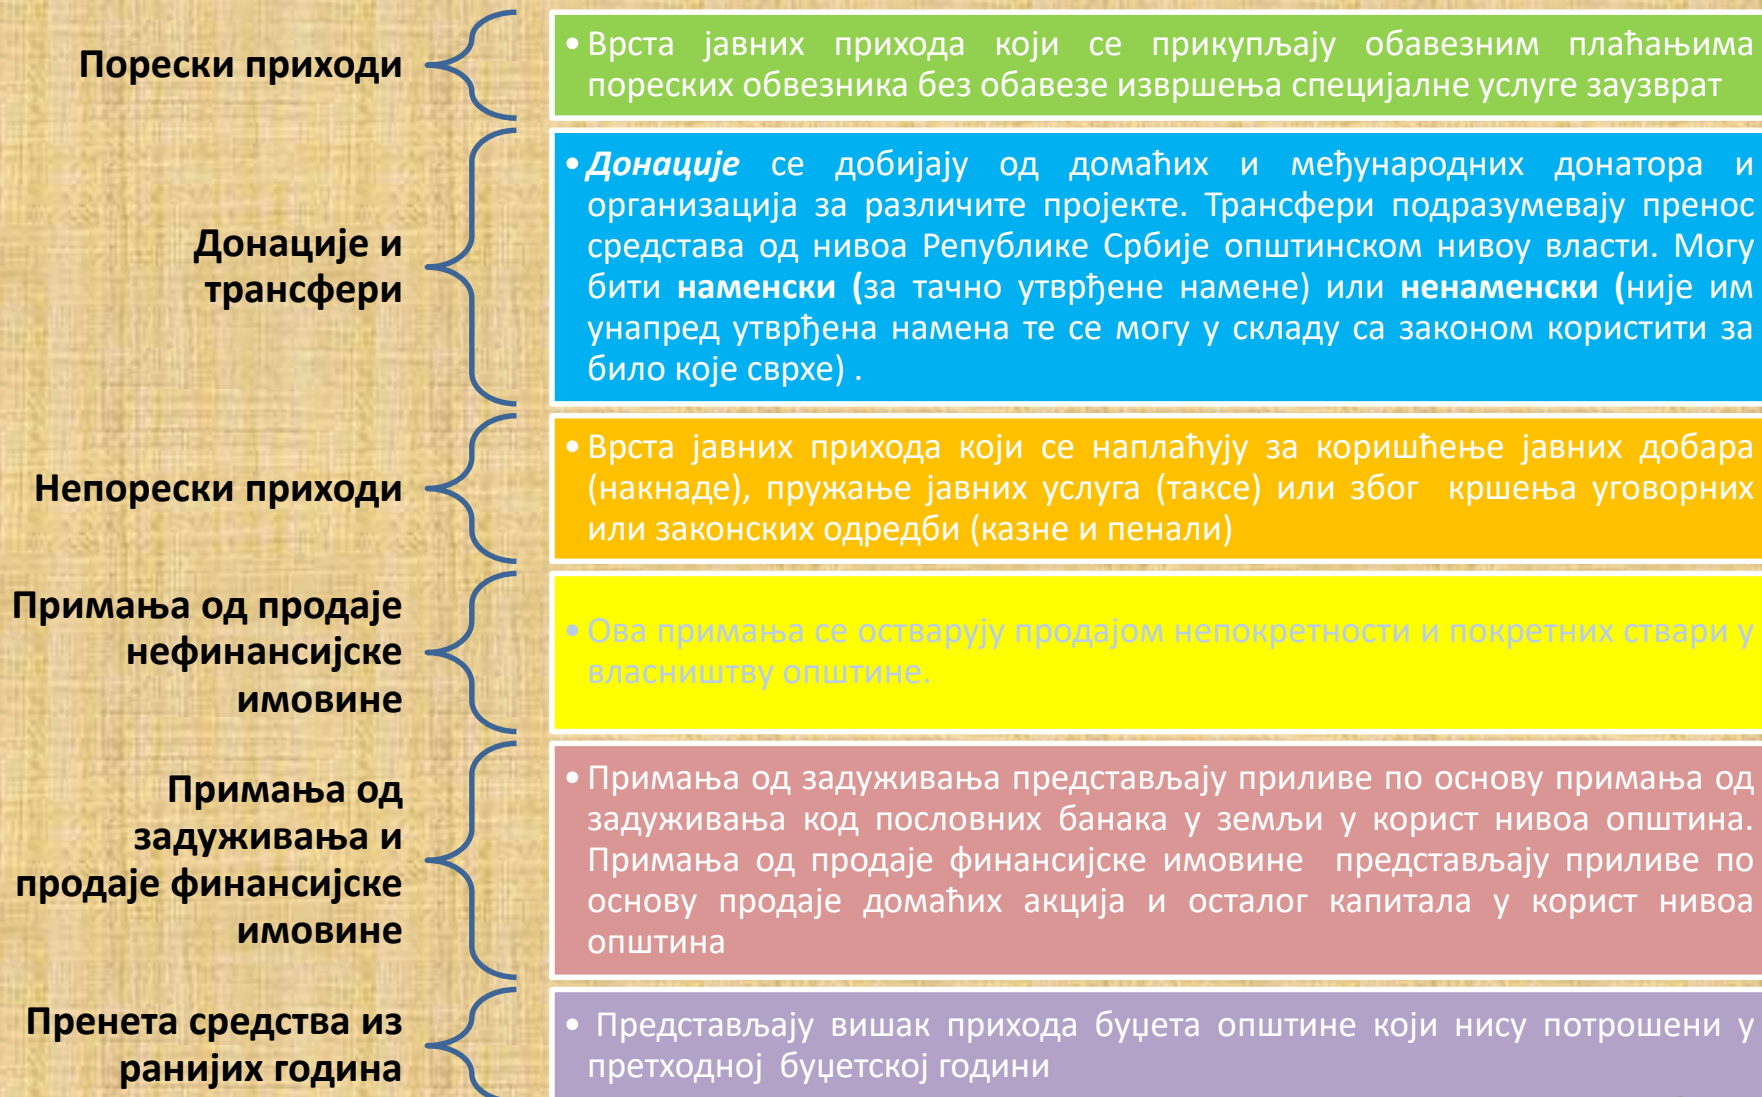 Порески приходи
• Врста јавних прихода који се прикупљају обавезним плаћањима
пореских обвезника без обавезе извршења специјалне услуге заузврат
Донације и
трансфери
• Донације се добијају од домаћих и међународних донатора и
организација за различите пројекте. Трансфери подразумевају пренос
средстава од нивоа Републике Србије општинском нивоу власти. Могу
бити наменски (за тачно утврђене намене) или ненаменски (није им
унапред утврђена намена те се могу у складу са законом користити за
било које сврхе) .
Непорески приходи
• Врста јавних прихода који се наплаћују за коришћење јавних добара
(накнаде), пружање јавних услуга (таксе) или због кршења уговорних
или законских одредби (казне и пенали)
Примања од продаје
нефинансијске
имовине
• Ова примања се остварују продајом непокретности и покретних ствари у
власништву општине.
Примања од
задуживања и
продаје финансијске
имовине
• Примања од задуживања представљају приливе по основу примања од
задуживања код пословних банака у земљи у корист нивоа општина.
Примања од продаје финансијске имовине представљају приливе по
основу продаје домаћих акција и осталог капитала у корист нивоа
општина
Пренета средства из
ранијих година
• Представљају вишак прихода буџета општине који нису потрошени у
претходној буџетској години